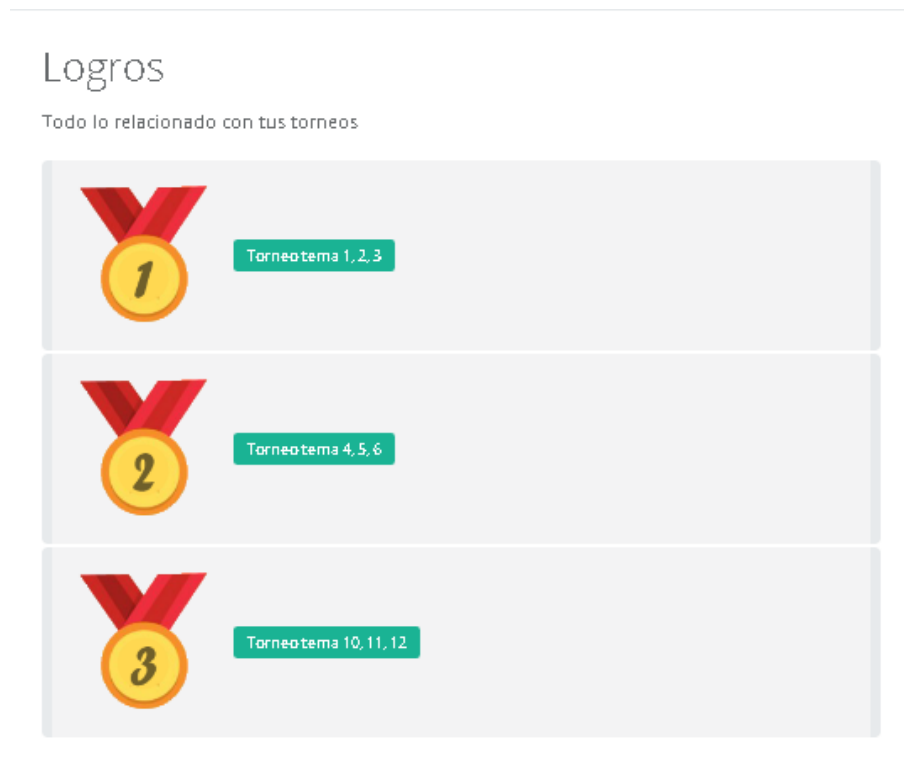 Logros
Todo lo relacionado con tus torneos
1
Torneo tema 1, 2, 3
2
Torneo tema 4, 5, 6
3
Torneo tema 10, 11, 12